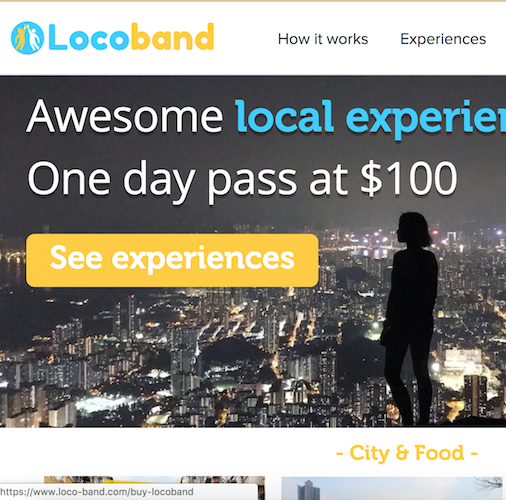 Locoband
How it works
Experiences
Awesome local experien
One day pass at $100
See experiences
- City & Food -
https://www.loco-band.com/buy-locoband